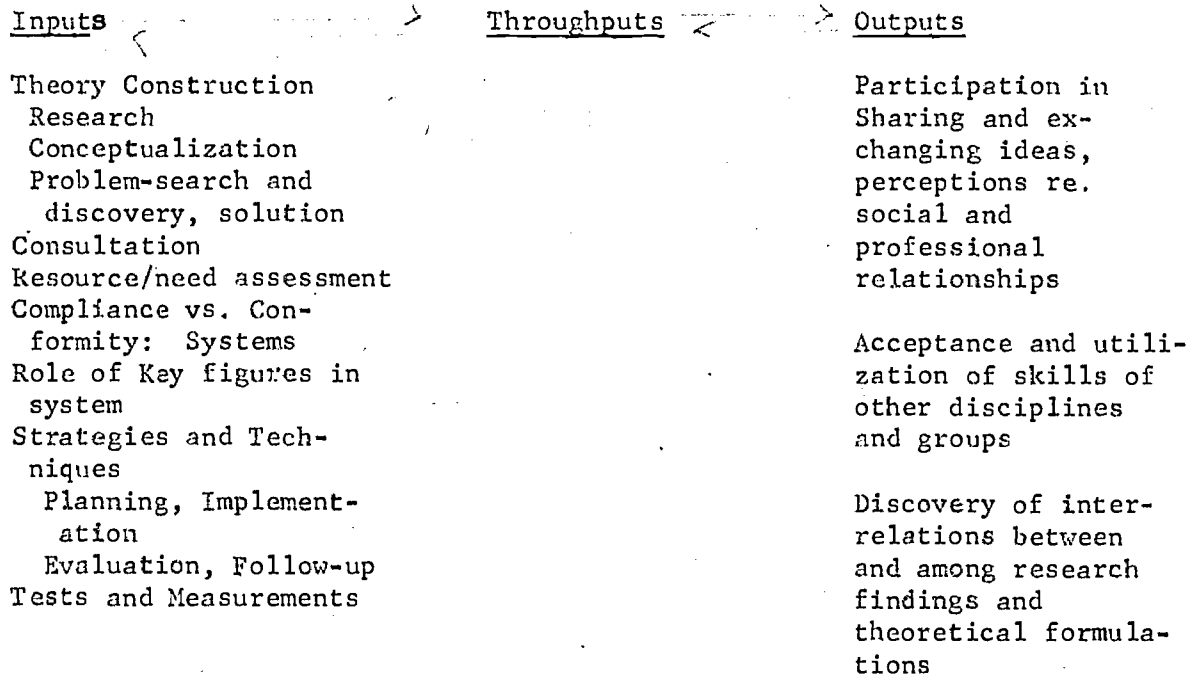 Inputs Throughputs Outputs
Theory Construction
Research
Conceptualization
Problem-search and
discovery, solution
Consultation
Resource/need assessment
Compliance vs. Con-
formity: Systems
Role of Key figures in
system
Strategies and Tech-
niques
Planning, Implement-
ation
Evaluation, Follow-up
Tests and Measurements
Participation in
Sharing and ex-
changing ideas,
perceptions re.
social and
professional
relationships
Acceptance and utili-
zation of skills of
other disciplines
and groups
Discovery of inter-
relations between
and among research
findings and
theoretical formula-
tions